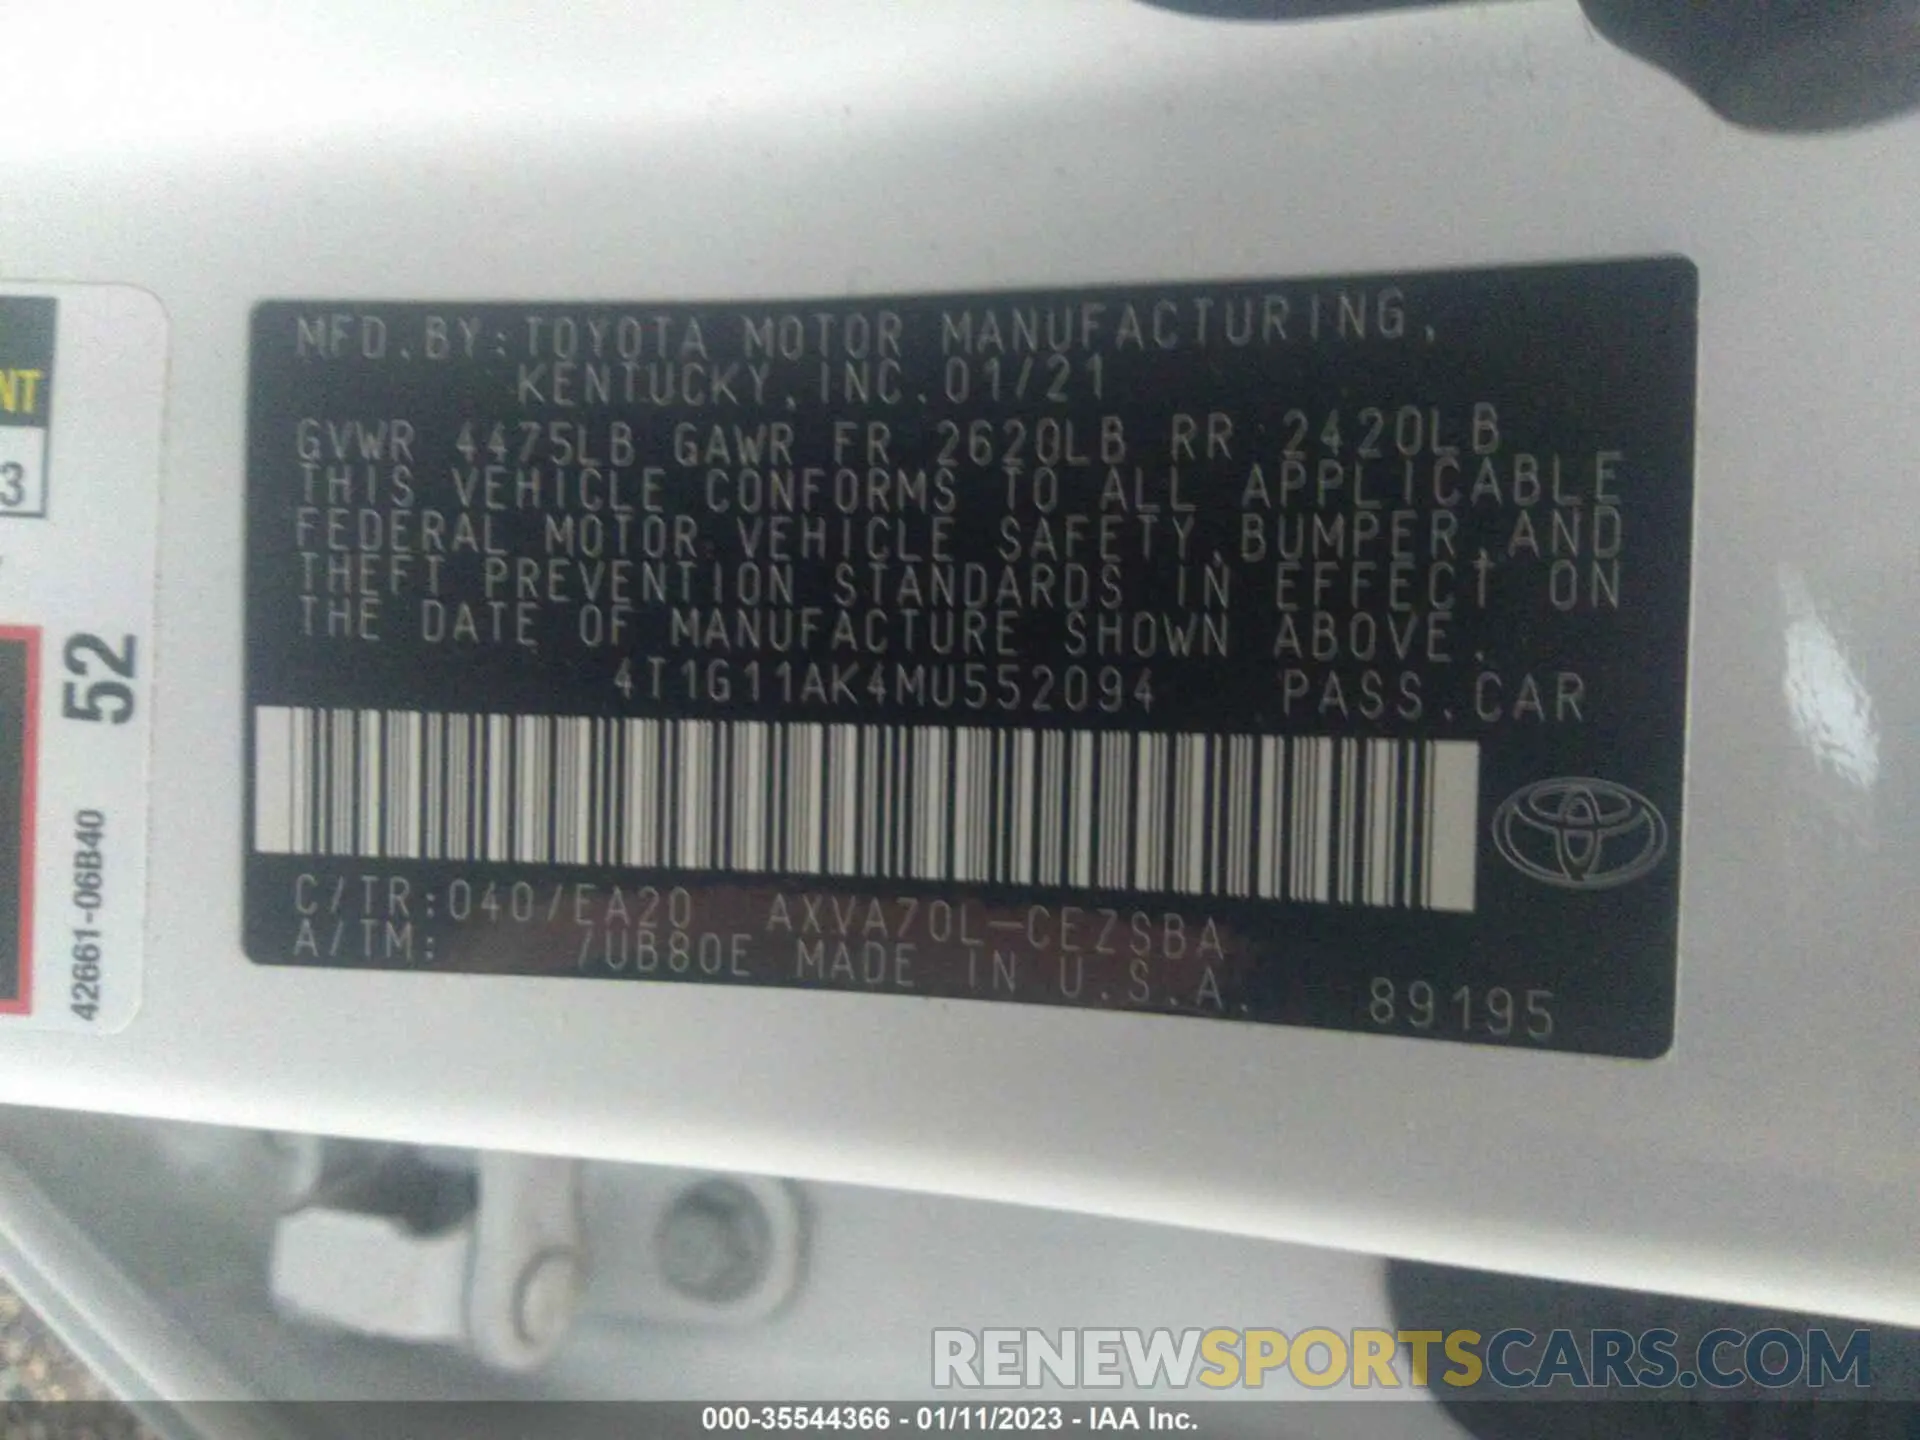 MFD.BY:TOYOTA MOTOR MANUFACTURING,
KENTUCKY,INC.01/21
GVWR 4475LB GAWR FR 2620LB RR 2420LB
THIS VEHICLE CONFORMS TO ALL APPLICABLE
FEDERAL MOTOR VEHICLE SAFETY,BUMPER,AND
THEFT PREVENTION STANDARDS IN EFFECT ON
THE DATE OF MANUFACTURE SHOWN ABOVE.
4T1G11AK4MU552094 PASS.CAR
C/TR:040/EA20 AXVA70L-CEZSBA
A/TM: /UB80E MADE IN U.S.A.
89195
NT
3
52
42661-06B40
RENEWSPORTSCARS.COM
000-35544366 - 01/11/2023 - IAA Inc.